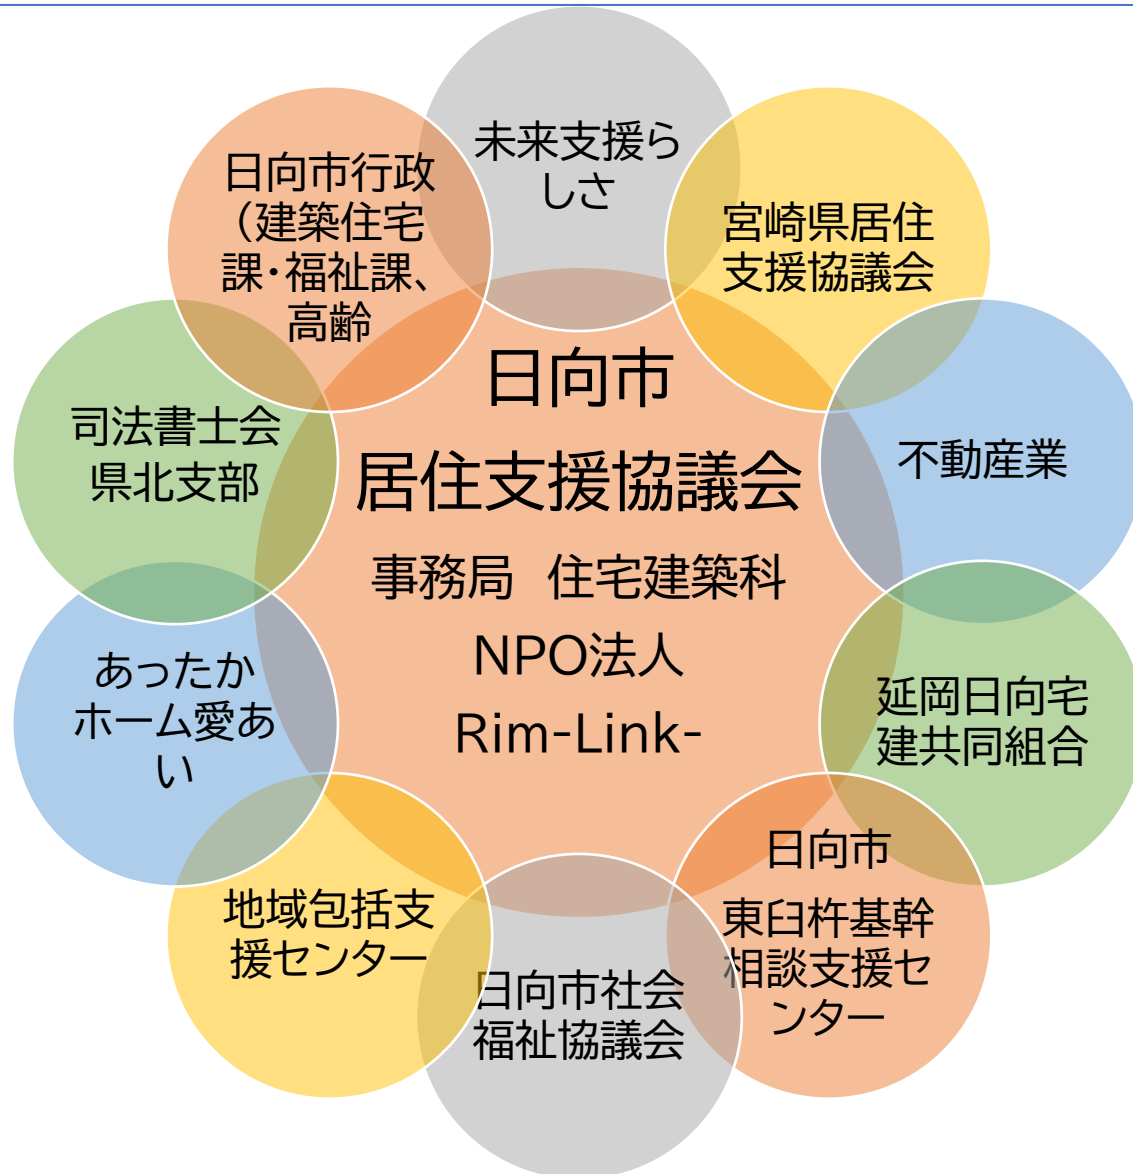 未来支援ら
しさ
日向市行政
（建築住宅
課・福祉課、
高齢
宮崎県居住
支援協議会
司法書士会
県北支部
日向市
居住支援協議会
事務局　住宅建築科
NPO法人
Rim-Link-
不動産業
あったか
ホーム愛あ
い
延岡日向宅
建共同組合
地域包括支
援センター
日向市社会
福祉協議会
日向市
東臼杵基幹
相談支援セ
ンター